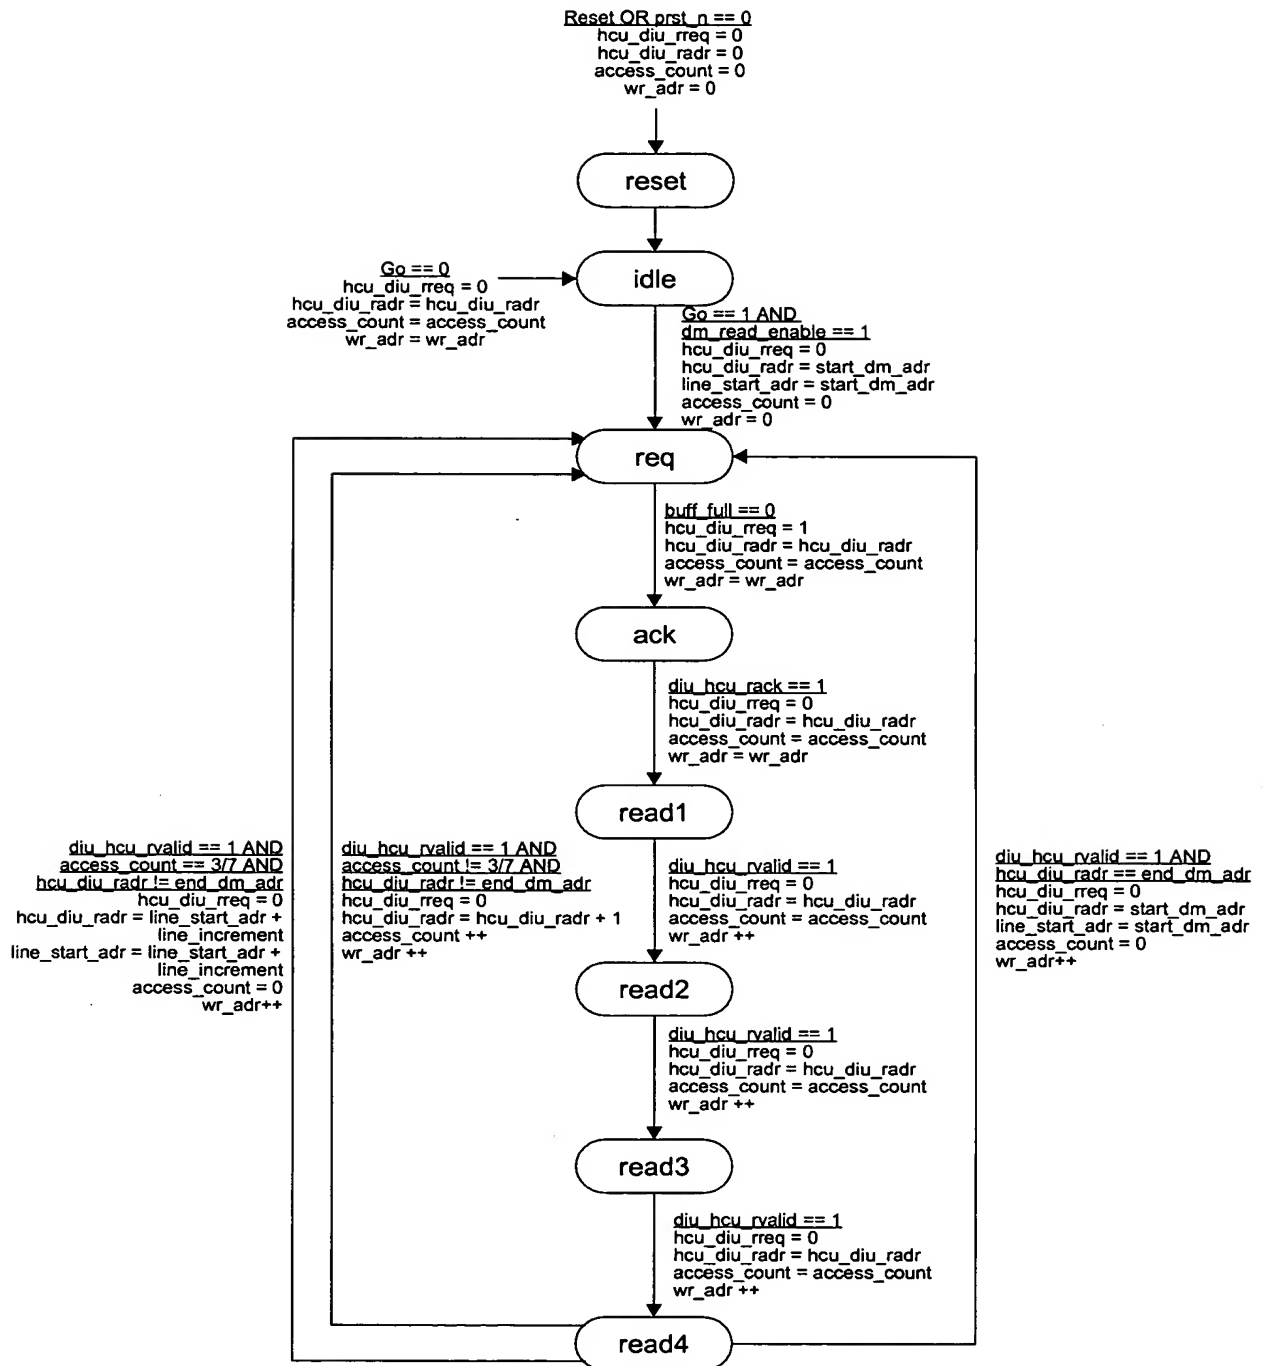 Reset OR prst_n == 0
hcu_diu_rreq = 0
hcu_diu_radr = 0
access_count = 0
wr_adr = 0
reset
idle
Go == 0
hcu_diu_rreq = 0
hcu_diu_radr = hcu_diu_radr
access_count = access_count
wr_adr = wr_adr
Go == 1 AND
dm_read_enable == 1
hcu_diu_rreq = 0
hcu_diu_radr = start_dm_adr
line_start_adr = start_dm_adr
access_count = 0
wr_adr = 0
req
buff_full == 0
hcu_diu_rreq = 1
hcu_diu_radr = hcu_diu_radr
access_count = access_count
wr_adr = wr_adr
ack
diu_hcu_rack == 1
hcu_diu_rreq = 0
hcu_diu_radr = hcu_diu_radr
access_count = access_count
wr_adr = wr_adr
read1
diu_hcu_rvalid == 1 AND
access_count == 3/7 AND
hcu_diu_radr != end_dm_adr
hcu_diu_rreq = 0
hcu_diu_radr = line_start_adr +
line_increment
line_start_adr = line_start_adr +
line_increment
access_count = 0
wr_adr++
diu_hcu_rvalid == 1 AND
access_count != 3/7 AND
hcu_diu_radr != end_dm_adr
hcu_diu_rreq = 0
hcu_diu_radr = hcu_diu_radr + 1
access_count ++
wr_adr ++
diu_hcu_rvalid == 1
hcu_diu_rreq = 0
hcu_diu_radr = hcu_diu_radr
access_count = access_count
wr_adr ++
diu_hcu_rvalid == 1 AND
hcu_diu_radr == end_dm_adr
hcu_diu_rreq = 0
hcu_diu_radr = start_dm_adr
line_start_adr = start_dm_adr
access_count = 0
wr_adr++
read2
diu_hcu_rvalid == 1
hcu_diu_rreq = 0
hcu_diu_radr = hcu_diu_radr
access_count = access_count
wr_adr ++
read3
diu_hcu_rvalid == 1
hcu_diu_rreq = 0
hcu_diu_radr = hcu_diu_radr
access_count = access_count
wr_adr ++
read4